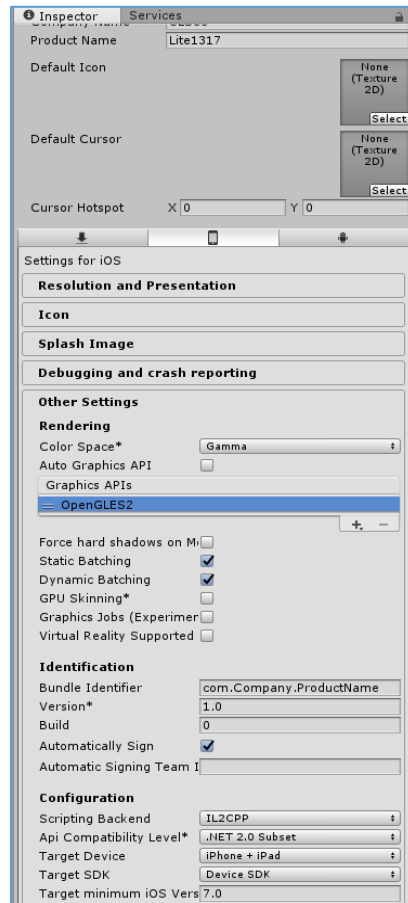 Inspector Services
Product Name Lite1317
Default Icon
None
(Texture
2D)
Select
Default Cursor
None
(Texture
2D)
Select
Cursor Hotspot X 0 Y 0
Settings for iOS
Resolution and Presentation
Icon
Splash Image
Debugging and crash reporting
Other Settings
Rendering
Color Space* Gamma
Auto Graphics API
Graphics APIs
= OpenGLES2
+ −
Force hard shadows on M
Static Batching
Dynamic Batching
GPU Skinning*
Graphics Jobs (Experimer
Virtual Reality Supported
Identification
Bundle Identifier com.Company.ProductName
Version* 1.0
Build 0
Automatically Sign
Automatic Signing Team I
Configuration
Scripting Backend IL2CPP
Api Compatibility Level* .NET 2.0 Subset
Target Device iPhone + iPad
Target SDK Device SDK
Target minimum iOS Vers 7.0